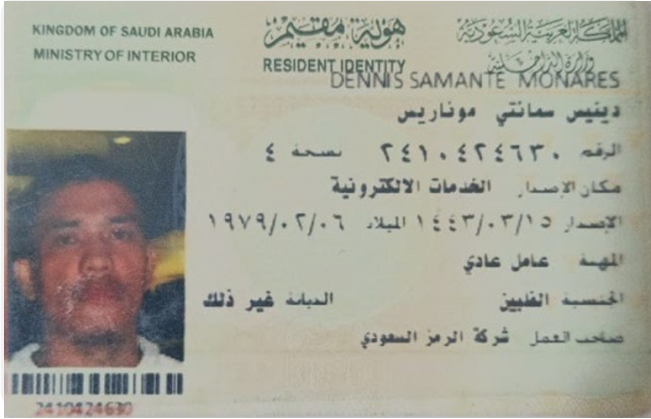 KINGDOM OF SAUDI ARABIA
MINISTRY OF INTERIOR
هوية مقيم
RESIDENT IDENTITY
المملكة العربية السعودية
وزارة الداخلية
DENNIS SAMANTE MONARES
دينيس سمانتي موناريس
الرقم ٢٤١٠٤٢٤٦٣٠ نسخة ٤
مكان الإصدار الخدمات الالكترونية
الإصدار ١٤٤٣/٠٣/١٥ الميلاد ١٩٧٩/٠٢/٠٦
المهنة عامل عادي
الجنسية الفلبين الديانة غير ذلك
صاحب العمل شركة الرمز السعودي
2410424630